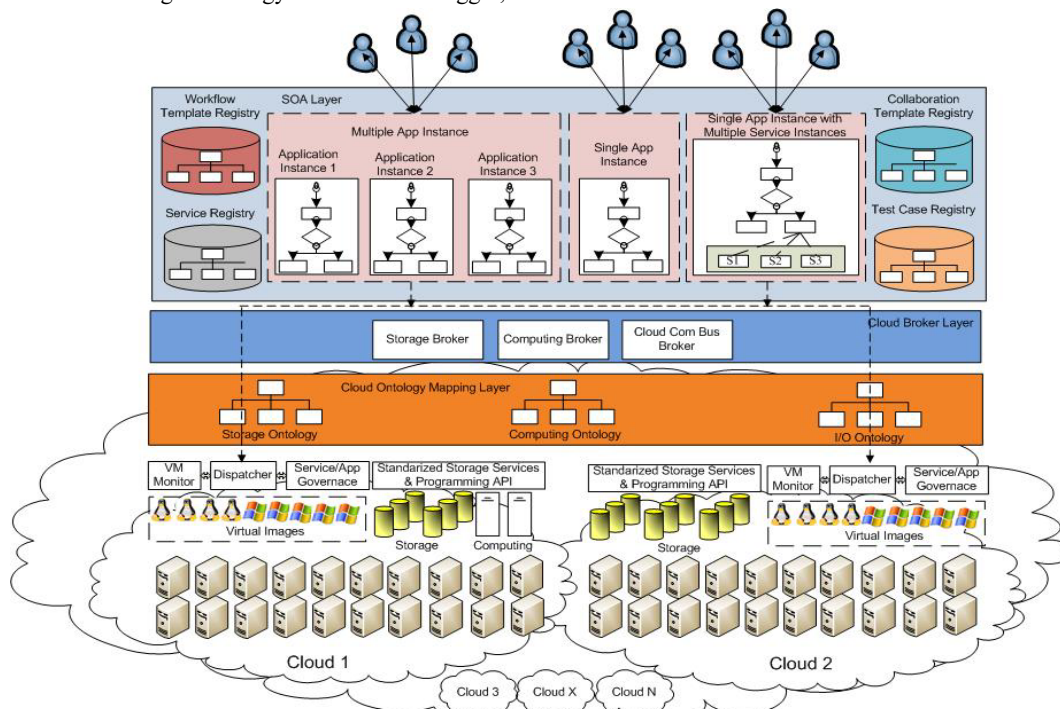 Workflow
Template Registry
SOA Layer
Multiple App Instance
Application
Instance 1
Application
Instance 2
Application
Instance 3
Single App
Instance
Single App Instance with
Multiple Service Instances
S1
S2
S3
Collaboration
Template Registry
Service Registry
Test Case Registry
Cloud Broker Layer
Storage Broker
Computing Broker
Cloud Com Bus
Broker
Cloud Ontology Mapping Layer
Storage Ontology
Computing Ontology
I/O Ontology
VM
Monitor
Dispatcher
Service/App
Governace
Standarized Storage Services
& Programming API
Virtual Images
Storage
Computing
Standarized Storage Services
& Programming API
VM
Monitor
Dispatcher
Service/App
Governace
Storage
Virtual Images
Cloud 1
Cloud 2
Cloud 3
Cloud X
Cloud N